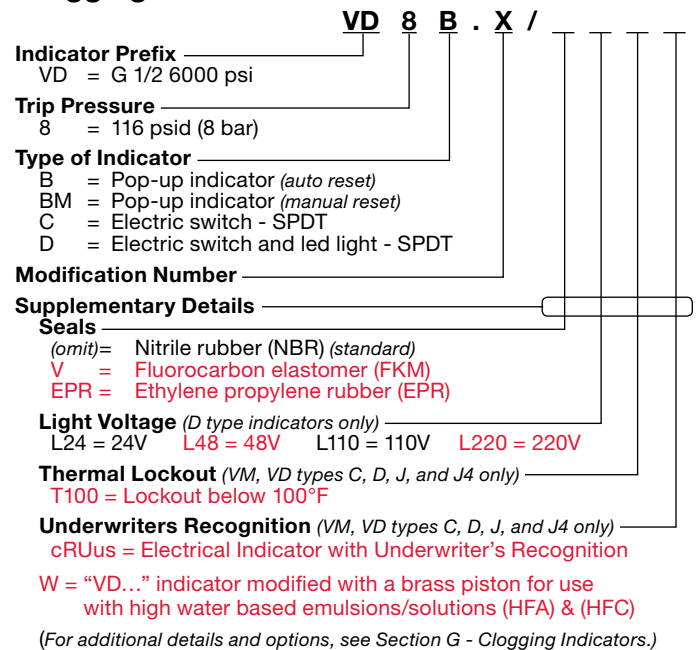 VD 8 B . X /
Indicator Prefix
VD = G 1/2 6000 psi
Trip Pressure
8 = 116 psid (8 bar)
Type of Indicator
B = Pop-up indicator (auto reset)
BM = Pop-up indicator (manual reset)
C = Electric switch - SPDT
D = Electric switch and led light - SPDT
Modification Number
Supplementary Details
Seals
(omit)= Nitrile rubber (NBR) (standard)
V = Fluorocarbon elastomer (FKM)
EPR = Ethylene propylene rubber (EPR)
Light Voltage (D type indicators only)
L24 = 24V L48 = 48V L110 = 110V L220 = 220V
Thermal Lockout (VM, VD types C, D, J, and J4 only)
T100 = Lockout below 100°F
Underwriters Recognition (VM, VD types C, D, J, and J4 only)
cRUus = Electrical Indicator with Underwriter's Recognition
W = “VD…” indicator modified with a brass piston for use
with high water based emulsions/solutions (HFA) & (HFC)
(For additional details and options, see Section G - Clogging Indicators.)